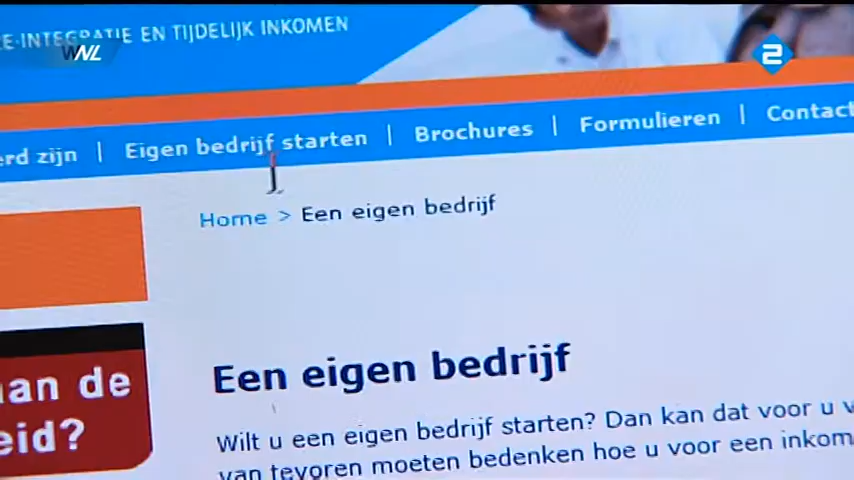 E-INTEGRATIE EN TIJDELIJK INKOMEN
WNL
2
erd zijn | Eigen bedrijf starten | Brochures | Formulieren | Contact
Home > Een eigen bedrijf
aan de
eid?
Een eigen bedrijf
Wilt u een eigen bedrijf starten? Dan kan dat voor u v
van tevoren moeten bedenken hoe u voor een inkom